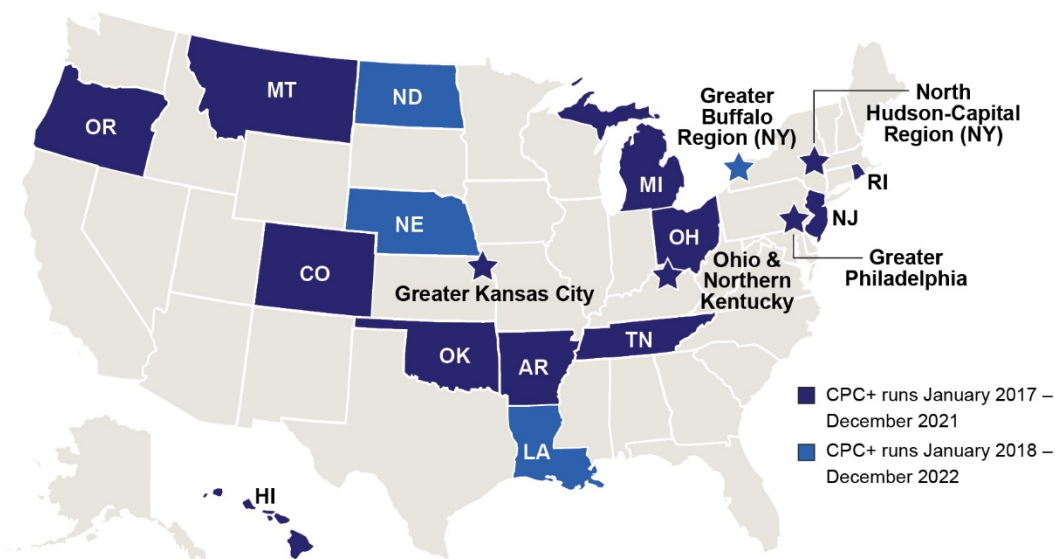 MT
ND
OR
Greater
Buffalo
Region (NY)
North
Hudson-Capital
Region (NY)
MI
RI
NE
NJ
OH
CO
Greater Kansas City
Ohio &
Northern
Kentucky
Greater
Philadelphia
OK
AR
TN
LA
HI
CPC+ runs January 2017 –
December 2021
CPC+ runs January 2018 –
December 2022